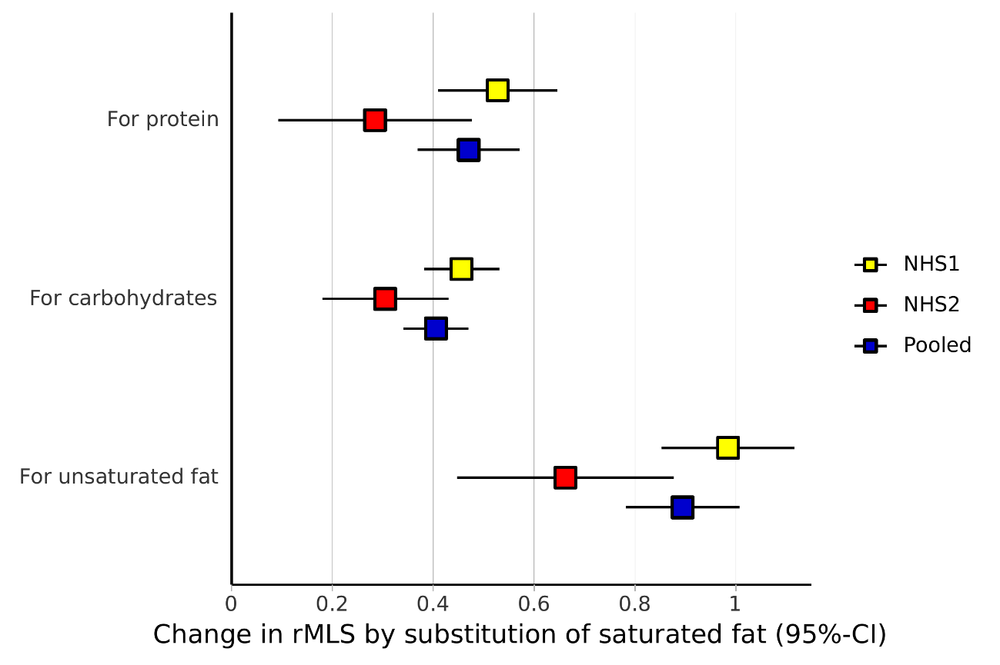 For protein
For carbohydrates
For unsaturated fat
NHS1
NHS2
Pooled
0 0.2 0.4 0.6 0.8 1
Change in rMLS by substitution of saturated fat (95%-CI)